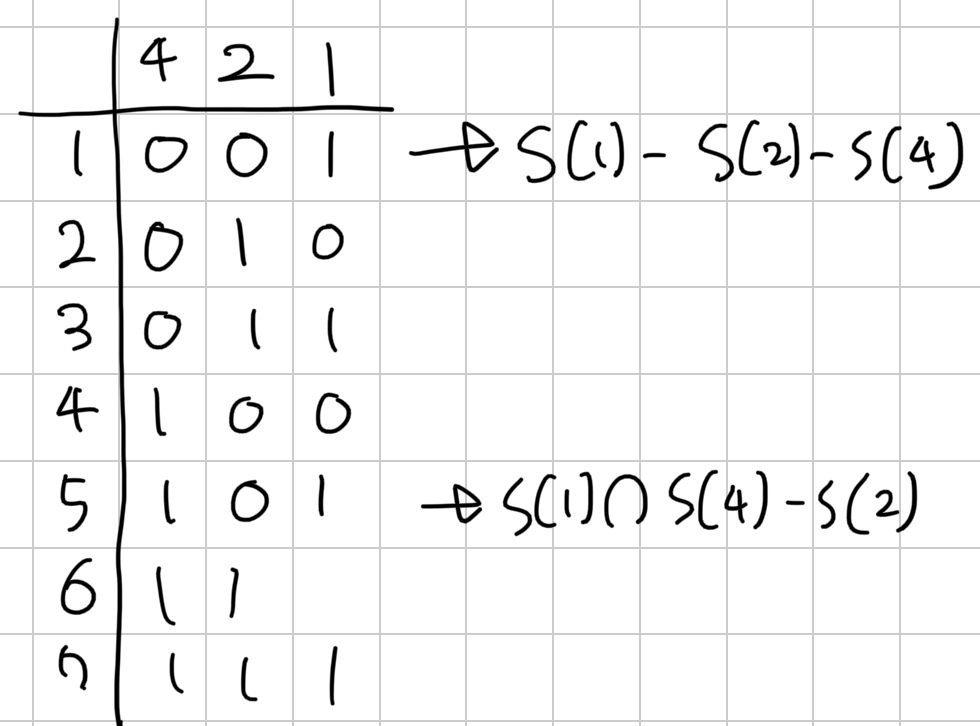 4 2 1
1 0 0 1 → S(1) - S(2) - S(4)
2 0 1 0
3 0 1 1
4 1 0 0
5 1 0 1 → S(1) ∩ S(4) - S(2)
6 1 1
7 1 1 1